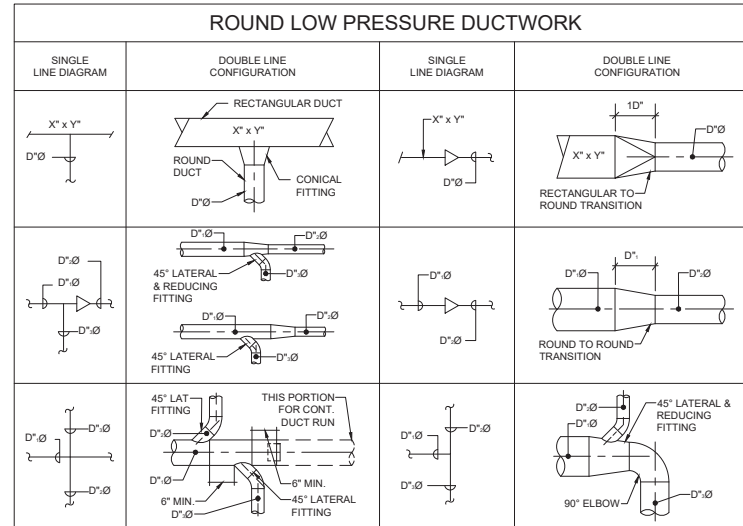 ROUND LOW PRESSURE DUCTWORK
SINGLE
LINE DIAGRAM
DOUBLE LINE
CONFIGURATION
SINGLE
LINE DIAGRAM
DOUBLE LINE
CONFIGURATION
X" x Y"
D"Ø
RECTANGULAR DUCT
X" x Y"
ROUND
DUCT
D"Ø
CONICAL
FITTING
X" x Y"
D"Ø
1D"
X" x Y"
D"Ø
RECTANGULAR TO
ROUND TRANSITION
D"₂Ø
D"₁Ø
D"₃Ø
D"₁Ø
D"₂Ø
45° LATERAL
& REDUCING
FITTING
D"₃Ø
D"₁Ø
D"₂Ø
45° LATERAL
FITTING
D"₃Ø
D"₁Ø
D"₂Ø
D"₁
D"₁Ø
D"₂Ø
ROUND TO ROUND
TRANSITION
D"₂Ø
D"₁Ø
D"₃Ø
45° LAT
FITTING
THIS PORTION
FOR CONT.
DUCT RUN
D"₂Ø
D"₁Ø
6" MIN.
6" MIN.
45° LATERAL
FITTING
D"₃Ø
D"₂Ø
D"₁Ø
D"₃Ø
D"₂Ø
45° LATERAL &
REDUCING
FITTING
D"₁Ø
90° ELBOW
D"₃Ø